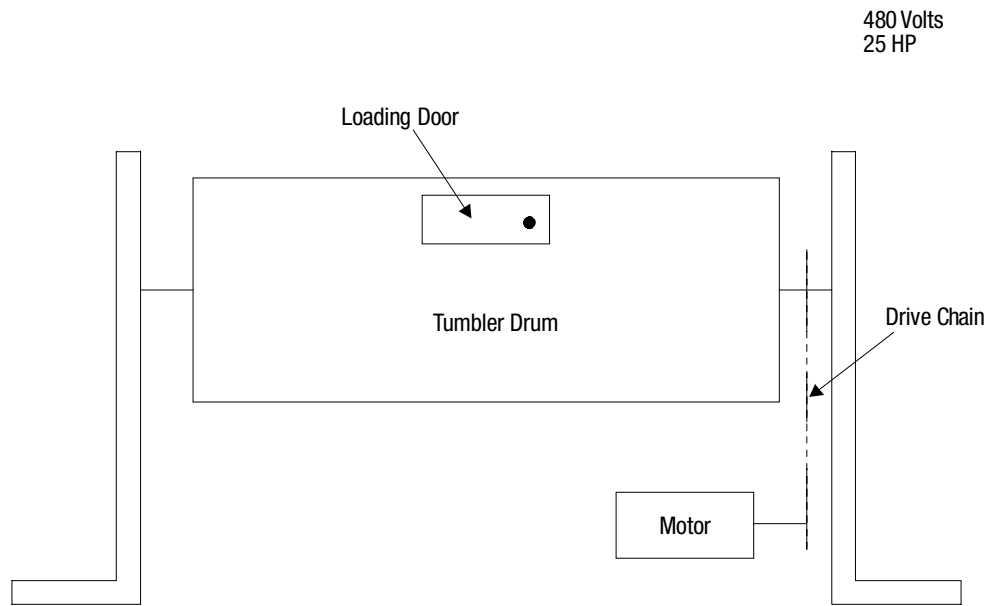 480 Volts
25 HP
Loading Door
Tumbler Drum
Drive Chain
Motor